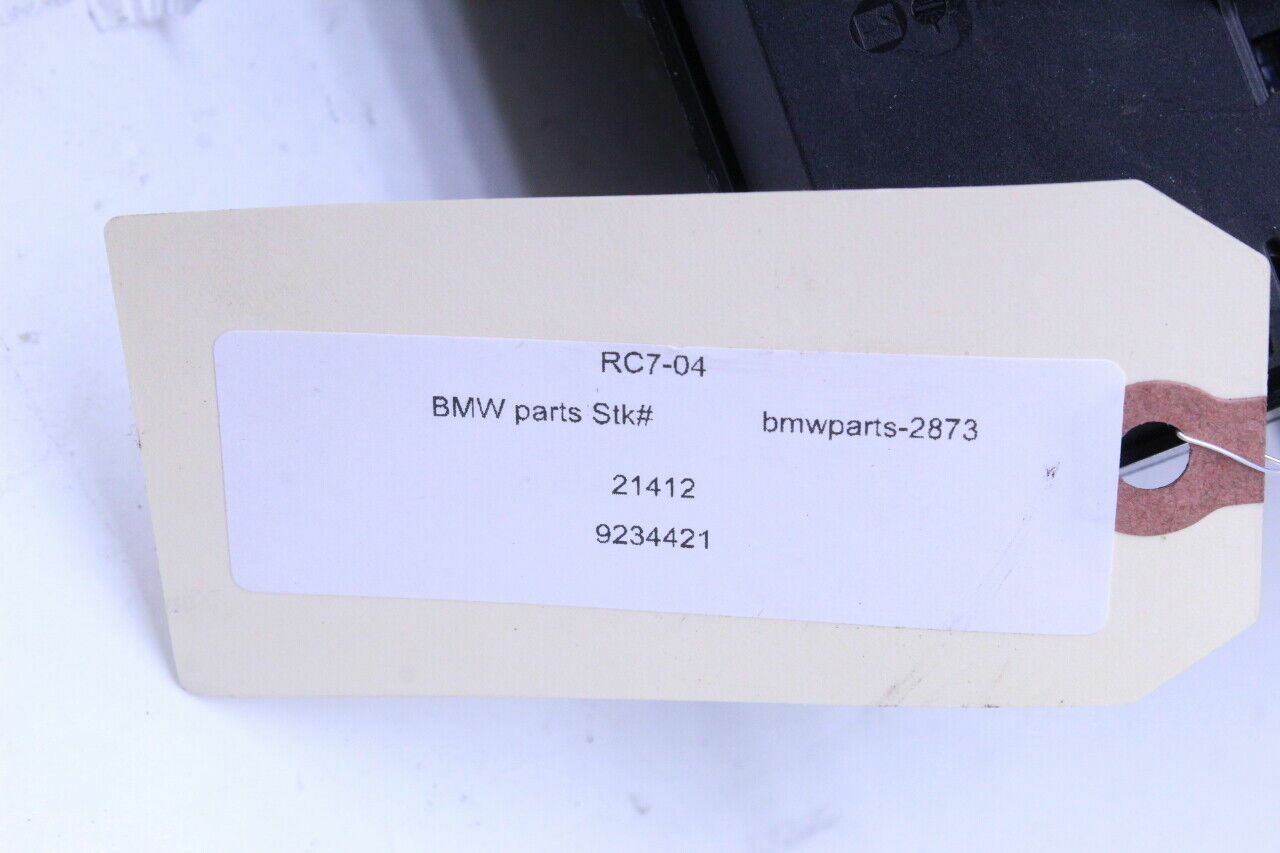 RC7-04
BMW parts Stk# bmwparts-2873
21412
9234421